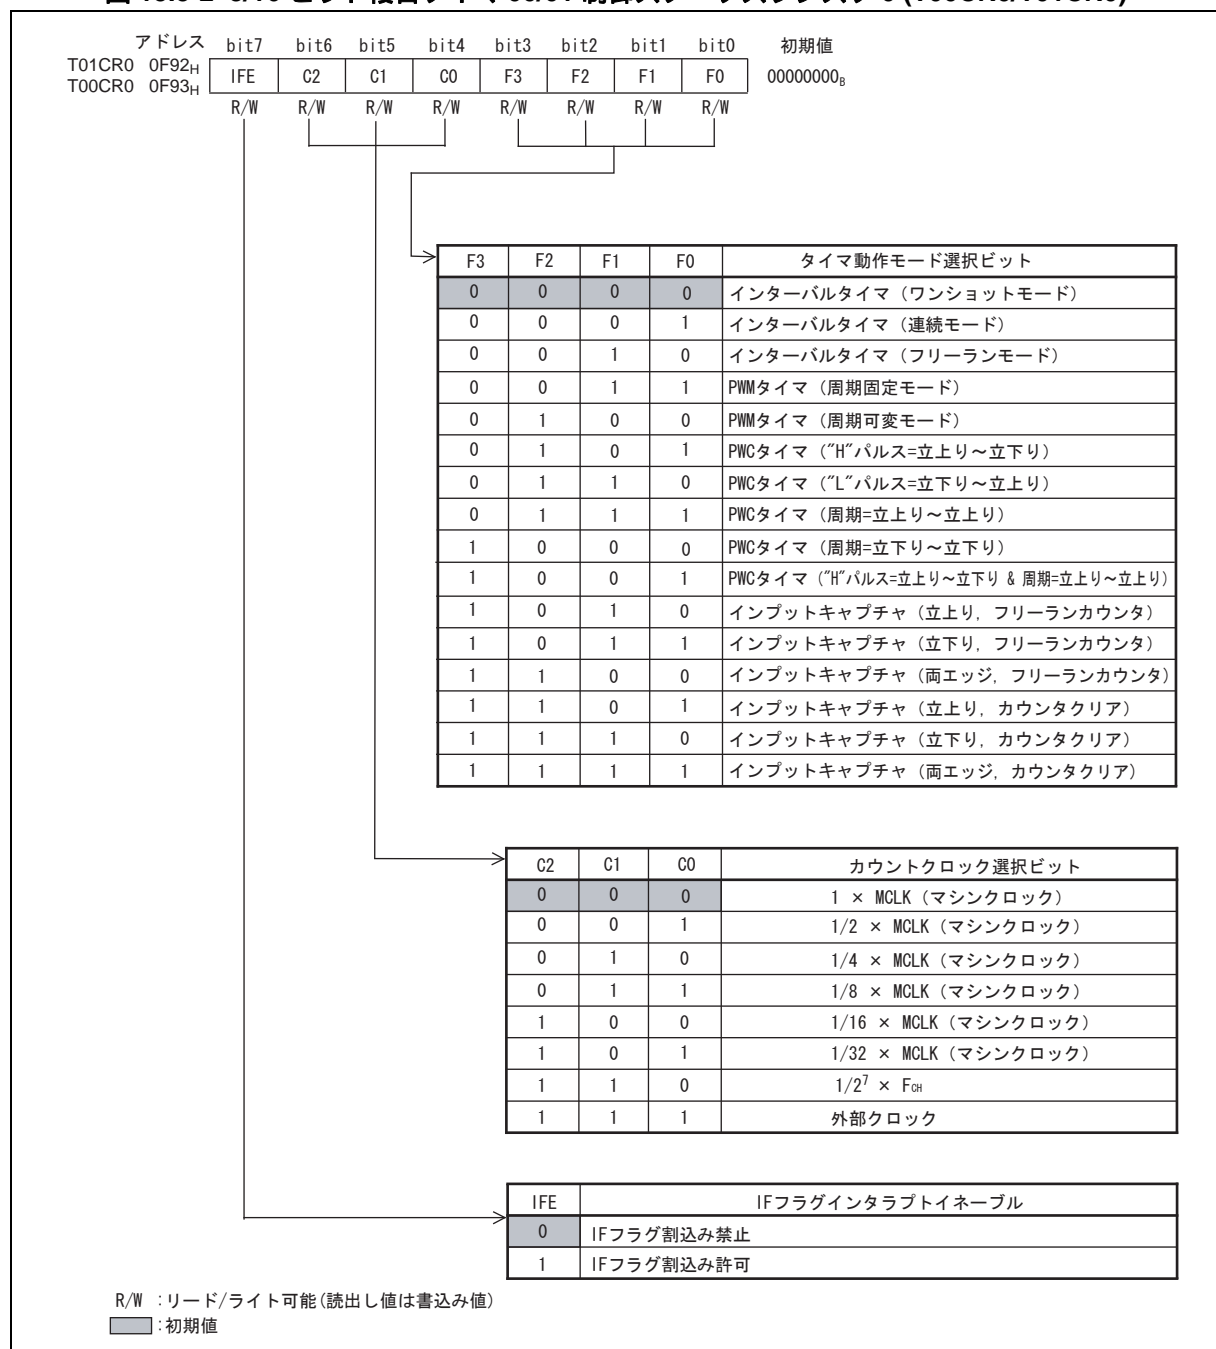 アドレス bit7 bit6 bit5 bit4 bit3 bit2 bit1 bit0 初期値
T01CR0 0F92H IFE C2 C1 C0 F3 F2 F1 F0 00000000B
T00CR0 0F93H
R/W R/W R/W R/W R/W R/W R/W R/W
F3 F2 F1 F0 タイマ動作モード選択ビット
0 0 0 0 インターバルタイマ (ワンショットモード)
0 0 0 1 インターバルタイマ (連続モード)
0 0 1 0 インターバルタイマ (フリーランモード)
0 0 1 1 PWMタイマ (周期固定モード)
0 1 0 0 PWMタイマ (周期可変モード)
0 1 0 1 PWCタイマ ("H"パルス=立上り～立下り)
0 1 1 0 PWCタイマ ("L"パルス=立下り～立上り)
0 1 1 1 PWCタイマ (周期=立上り～立上り)
1 0 0 0 PWCタイマ (周期=立下り～立下り)
1 0 0 1 PWCタイマ ("H"パルス=立上り～立下り & 周期=立上り～立上り)
1 0 1 0 インプットキャプチャ (立上り, フリーランカウンタ)
1 0 1 1 インプットキャプチャ (立下り, フリーランカウンタ)
1 1 0 0 インプットキャプチャ (両エッジ, フリーランカウンタ)
1 1 0 1 インプットキャプチャ (立上り, カウンタクリア)
1 1 1 0 インプットキャプチャ (立下り, カウンタクリア)
1 1 1 1 インプットキャプチャ (両エッジ, カウンタクリア)
C2 C1 C0 カウントクロック選択ビット
0 0 0 1 × MCLK (マシンクロック)
0 0 1 1/2 × MCLK (マシンクロック)
0 1 0 1/4 × MCLK (マシンクロック)
0 1 1 1/8 × MCLK (マシンクロック)
1 0 0 1/16 × MCLK (マシンクロック)
1 0 1 1/32 × MCLK (マシンクロック)
1 1 0 1/2⁷ × FCH
1 1 1 外部クロック
IFE IFフラグインタラプトイネーブル
0 IFフラグ割込み禁止
1 IFフラグ割込み許可
R/W :リード/ライト可能(読出し値は書込み値)
:初期値